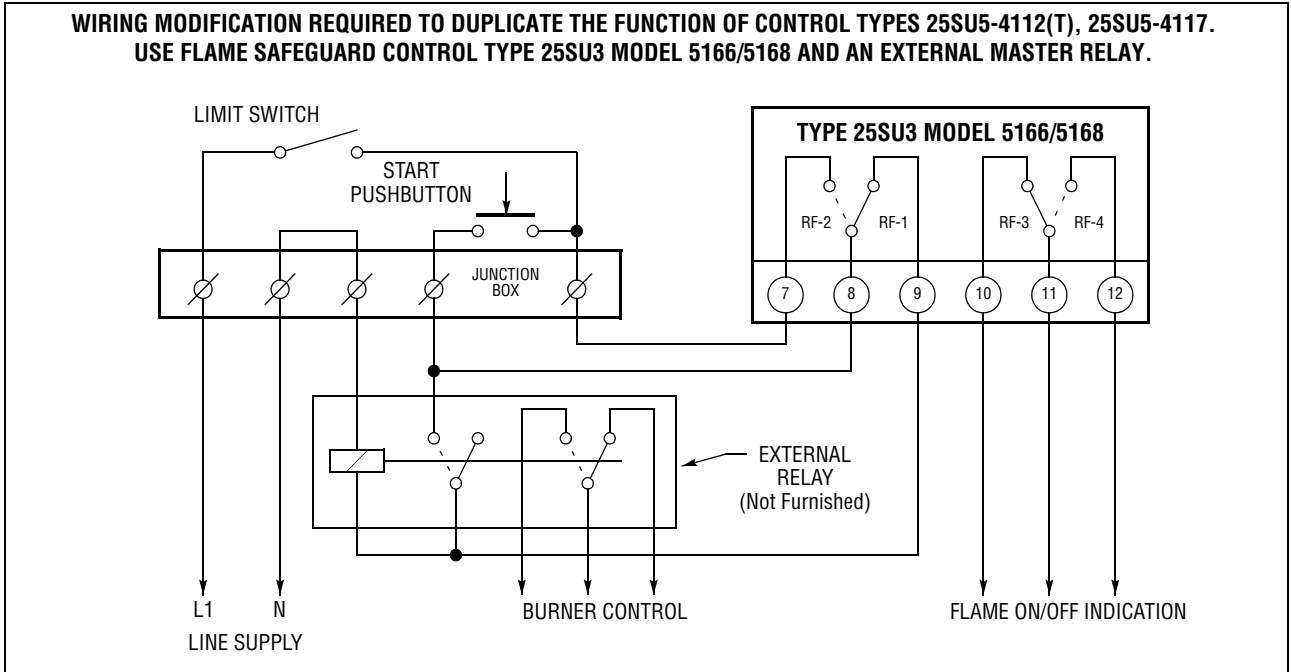 WIRING MODIFICATION REQUIRED TO DUPLICATE THE FUNCTION OF CONTROL TYPES 25SU5-4112(T), 25SU5-4117.
USE FLAME SAFEGUARD CONTROL TYPE 25SU3 MODEL 5166/5168 AND AN EXTERNAL MASTER RELAY.
LIMIT SWITCH
START
PUSHBUTTON
JUNCTION
BOX
TYPE 25SU3 MODEL 5166/5168
RF-2 RF-1 RF-3 RF-4
7 8 9 10 11 12
EXTERNAL
RELAY
(Not Furnished)
L1 N
LINE SUPPLY
BURNER CONTROL
FLAME ON/OFF INDICATION